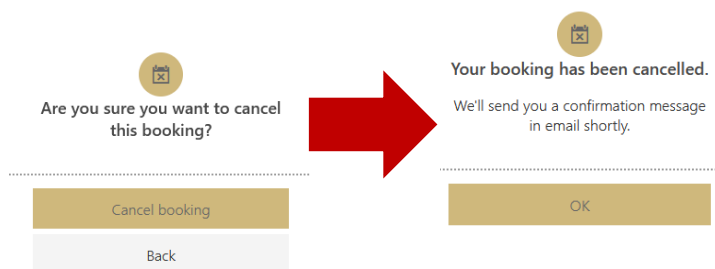 Are you sure you want to cancel
this booking?
Cancel booking
Back
Your booking has been cancelled.
We'll send you a confirmation message
in email shortly.
OK